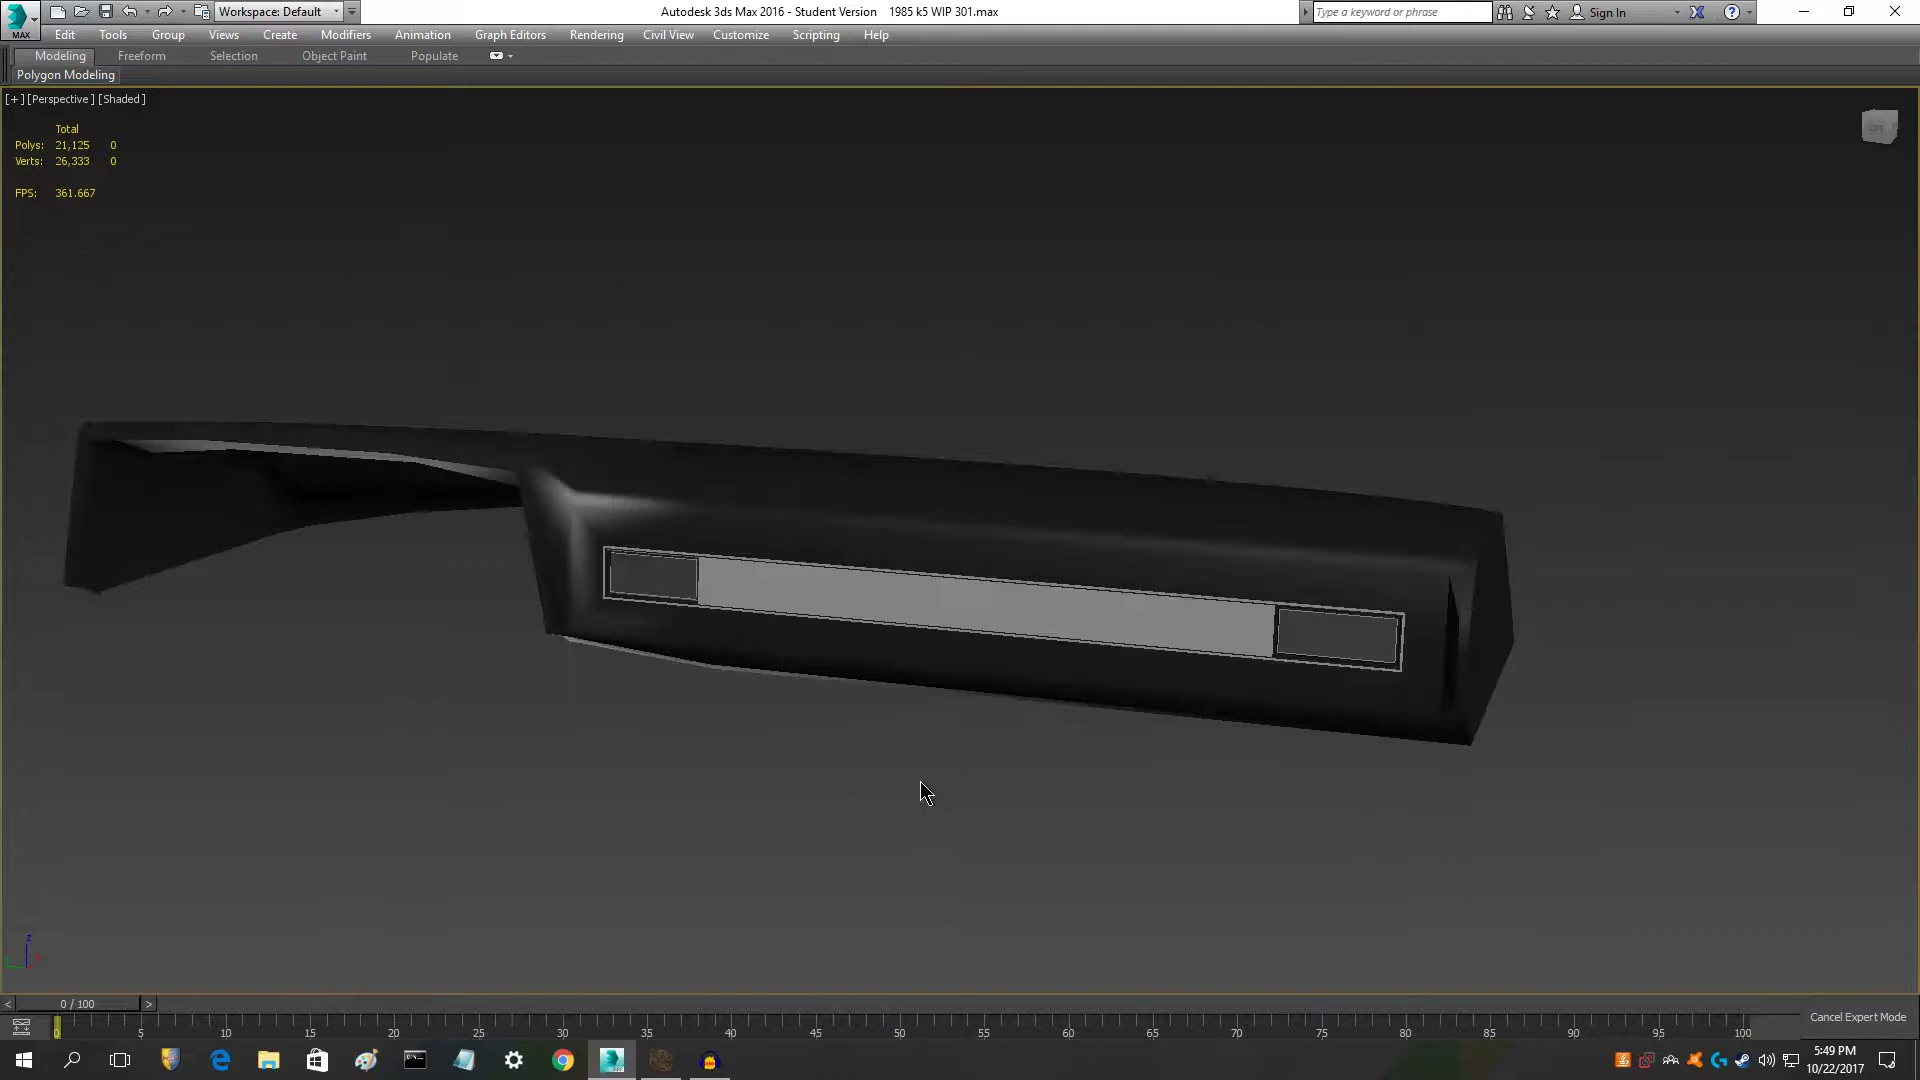 Workspace: Default
Autodesk 3ds Max 2016 - Student Version    1985 k5 WIP 301.max
Type a keyword or phrase
Sign In
MAX
Edit Tools Group Views Create Modifiers Animation Graph Editors Rendering Civil View Customize Scripting Help
Modeling Freeform Selection Object Paint Populate
Polygon Modeling
[+] [Perspective] [Shaded]
Total
Polys: 21,125 0
Verts: 26,333 0
FPS: 361.667
z
< 0 / 100 >
0 5 10 15 20 25 30 35 40 45 50 55 60 65 70 75 80 85 90 95 100
Cancel Expert Mode
5:49 PM
10/22/2017